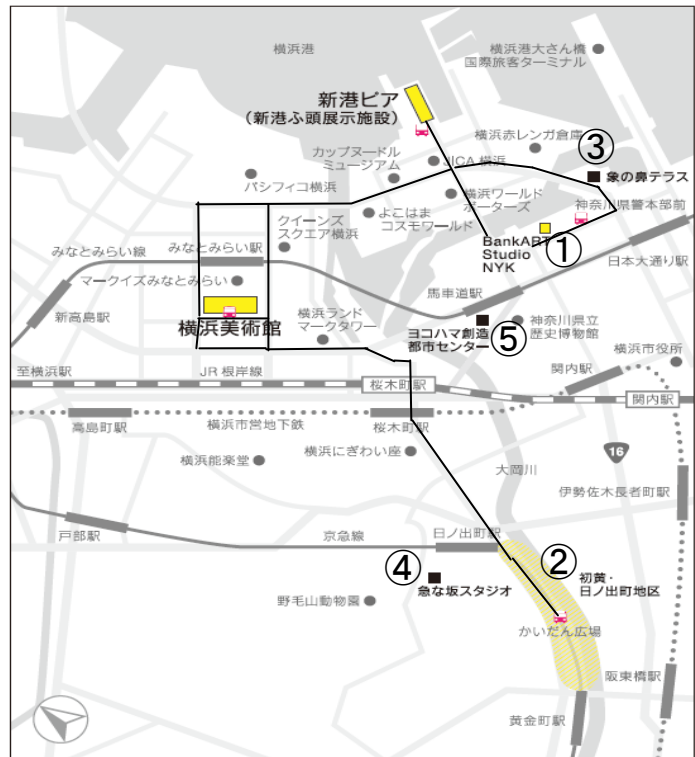 横浜港
横浜港大さん橋
国際旅客ターミナル
新港ピア
(新港ふ頭展示施設)
横浜赤レンガ倉庫
③
カップヌードル
ミュージアム
JICA 横浜
象の鼻テラス
パシフィコ横浜
横浜ワールド
ポーターズ
神奈川県警本部前
よこはま
コスモワールド
クイーンズ
スクエア横浜
BankART
Studio
NYK
①
みなとみらい線
みなとみらい駅
日本大通り駅
マークイズみなとみらい
馬車道駅
新高島駅
横浜美術館
横浜ランド
マークタワー
ヨコハマ創造
都市センター
⑤
神奈川県立
歴史博物館
横浜市役所
関内駅
至横浜駅
JR 根岸線
桜木町駅
関内駅
高島町駅
横浜市営地下鉄
桜木町駅
横浜能楽堂
横浜にぎわい座
大岡川
16
伊勢佐木長者町駅
戸部駅
京急線
日ノ出町駅
④
②
急な坂スタジオ
初黄・
日ノ出町地区
野毛山動物園
かいだん広場
阪東橋駅
黄金町駅